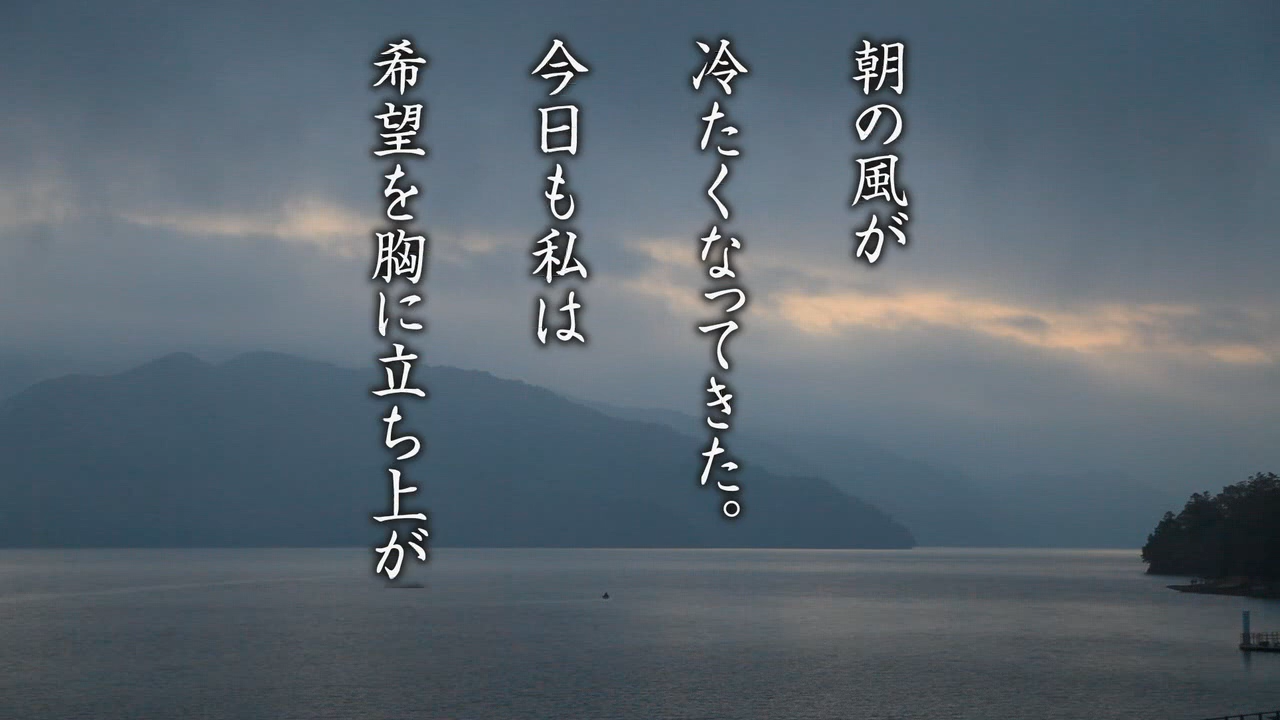 朝の風が
冷たくなってきた。
今日も私は
希望を胸に立ち上が